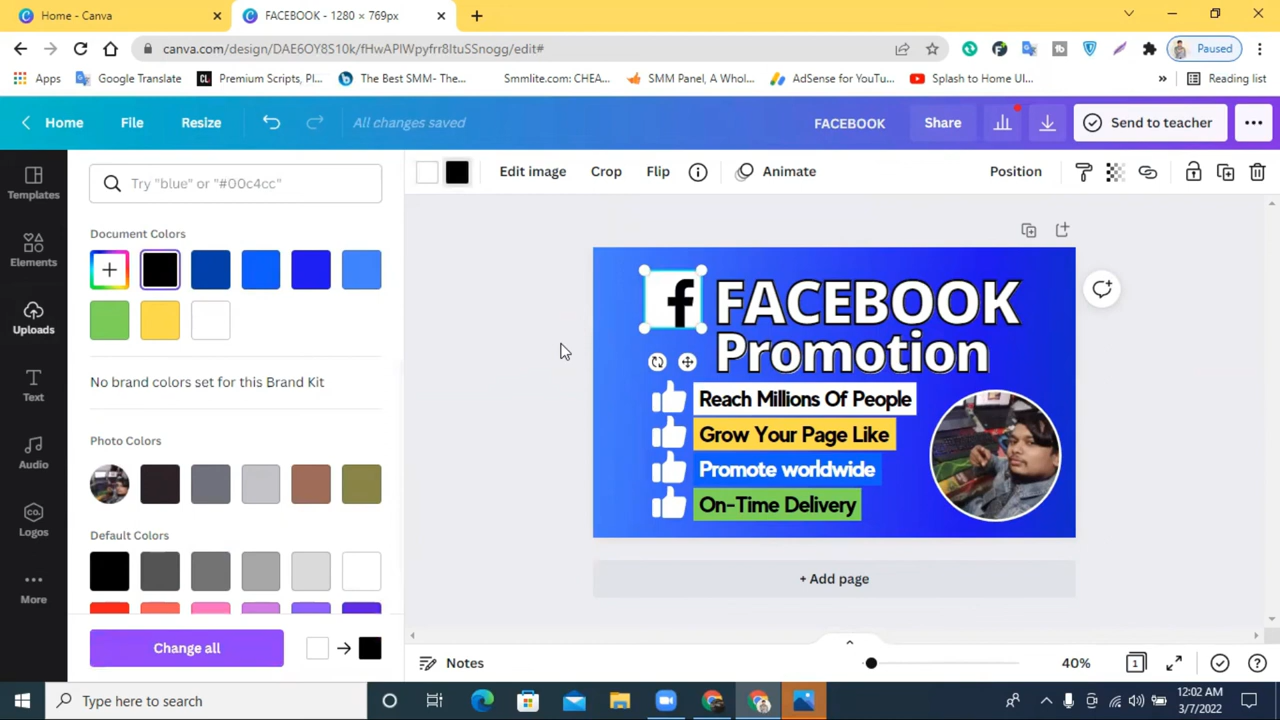 Home - Canva
FACEBOOK - 1280 × 769px
canva.com/design/DAE6OY8S10k/fHwAPIWpyfrr8ItuSSnogg/edit#
Paused
Apps
Google Translate
Premium Scripts, Pl...
The Best SMM- The...
Smmlite.com: CHEA...
SMM Panel, A Whol...
AdSense for YouTu...
Splash to Home UI...
Reading list
Home
File
Resize
All changes saved
FACEBOOK
Share
Send to teacher
Templates
Elements
Uploads
Text
Audio
Logos
More
Try "blue" or "#00c4cc"
Document Colors
No brand colors set for this Brand Kit
Photo Colors
Default Colors
Change all
Edit image
Crop
Flip
Animate
Position
f
FACEBOOK
Promotion
Reach Millions Of People
Grow Your Page Like
Promote worldwide
On-Time Delivery
+ Add page
Notes
40%
1
Type here to search
12:02 AM
3/7/2022